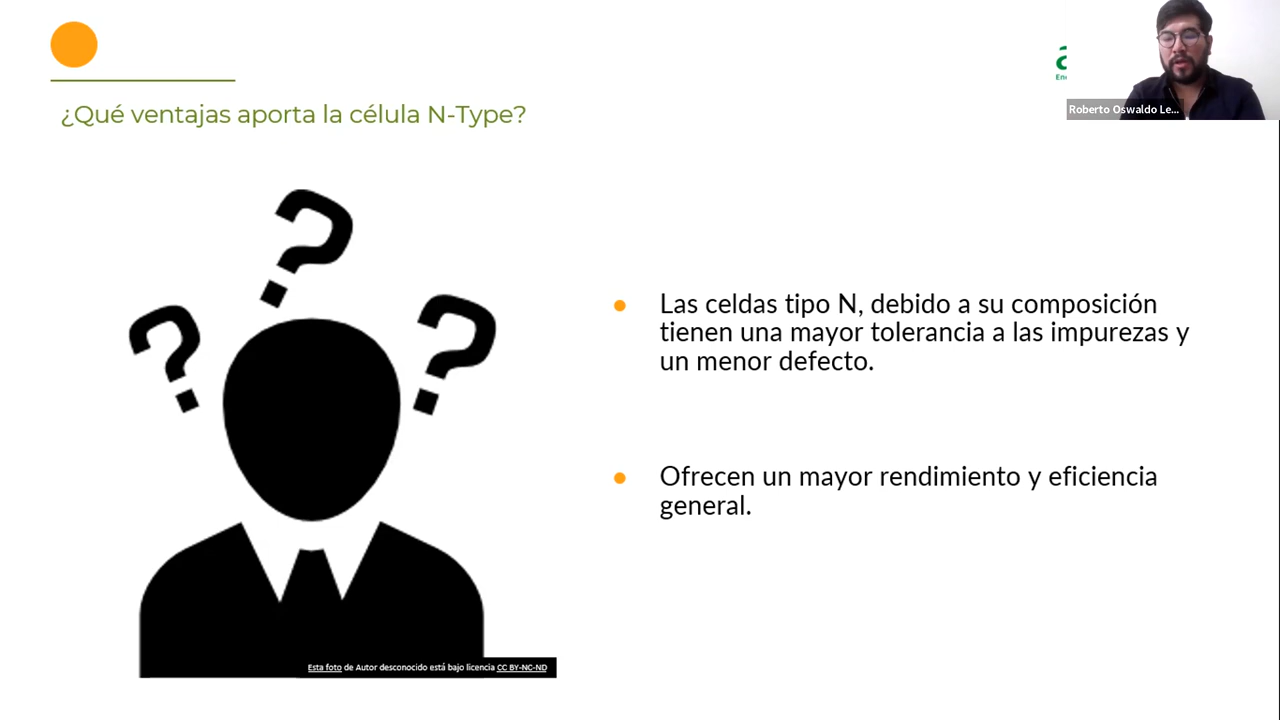 Roberto Oswaldo Le...
¿Qué ventajas aporta la célula N-Type?
Las celdas tipo N, debido a su composición
tienen una mayor tolerancia a las impurezas y
un menor defecto.
Ofrecen un mayor rendimiento y eficiencia
general.
Esta foto de Autor desconocido está bajo licencia CC BY-NC-ND